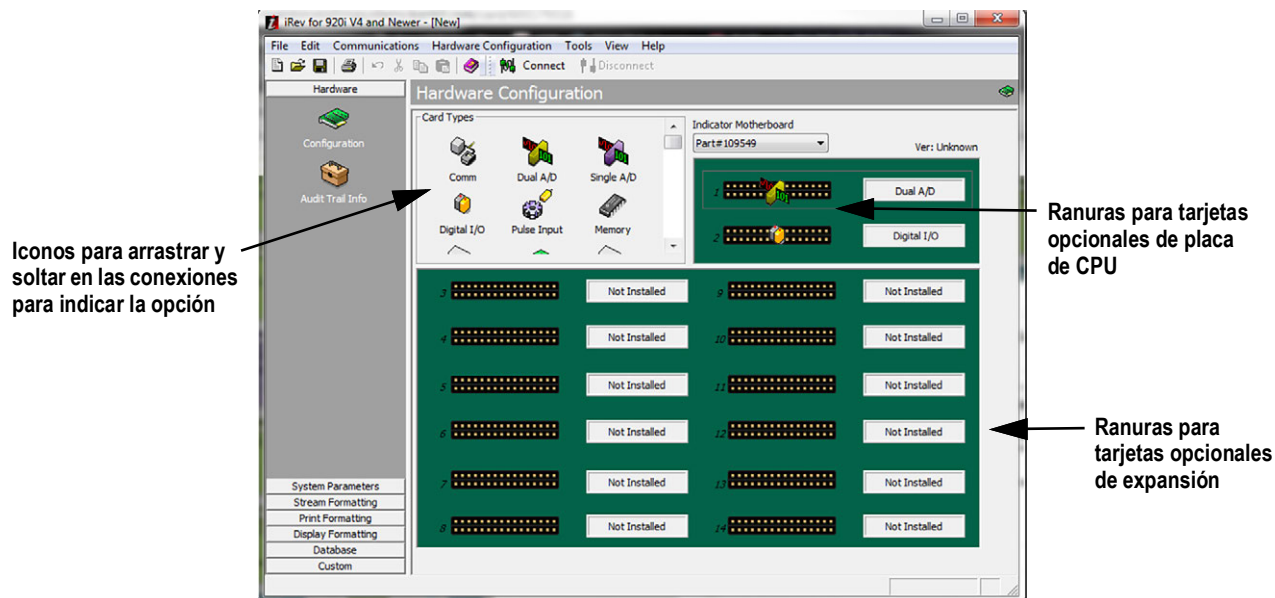 iRev for 920i V4 and Newer - [New]
File Edit Communications Hardware Configuration Tools View Help
Connect Disconnect
Hardware
Configuration
Audit Trail Info
System Parameters
Stream Formatting
Print Formatting
Display Formatting
Database
Custom
Hardware Configuration
Card Types
Comm Dual A/D Single A/D
Digital I/O Pulse Input Memory
Indicator Motherboard
Part#109549
Ver: Unknown
1 Dual A/D
2 Digital I/O
3 Not Installed 9 Not Installed
4 Not Installed 10 Not Installed
5 Not Installed 11 Not Installed
6 Not Installed 12 Not Installed
7 Not Installed 13 Not Installed
8 Not Installed 14 Not Installed
Iconos para arrastrar y
soltar en las conexiones
para indicar la opción
Ranuras para tarjetas
opcionales de placa
de CPU
Ranuras para
tarjetas opcionales
de expansión